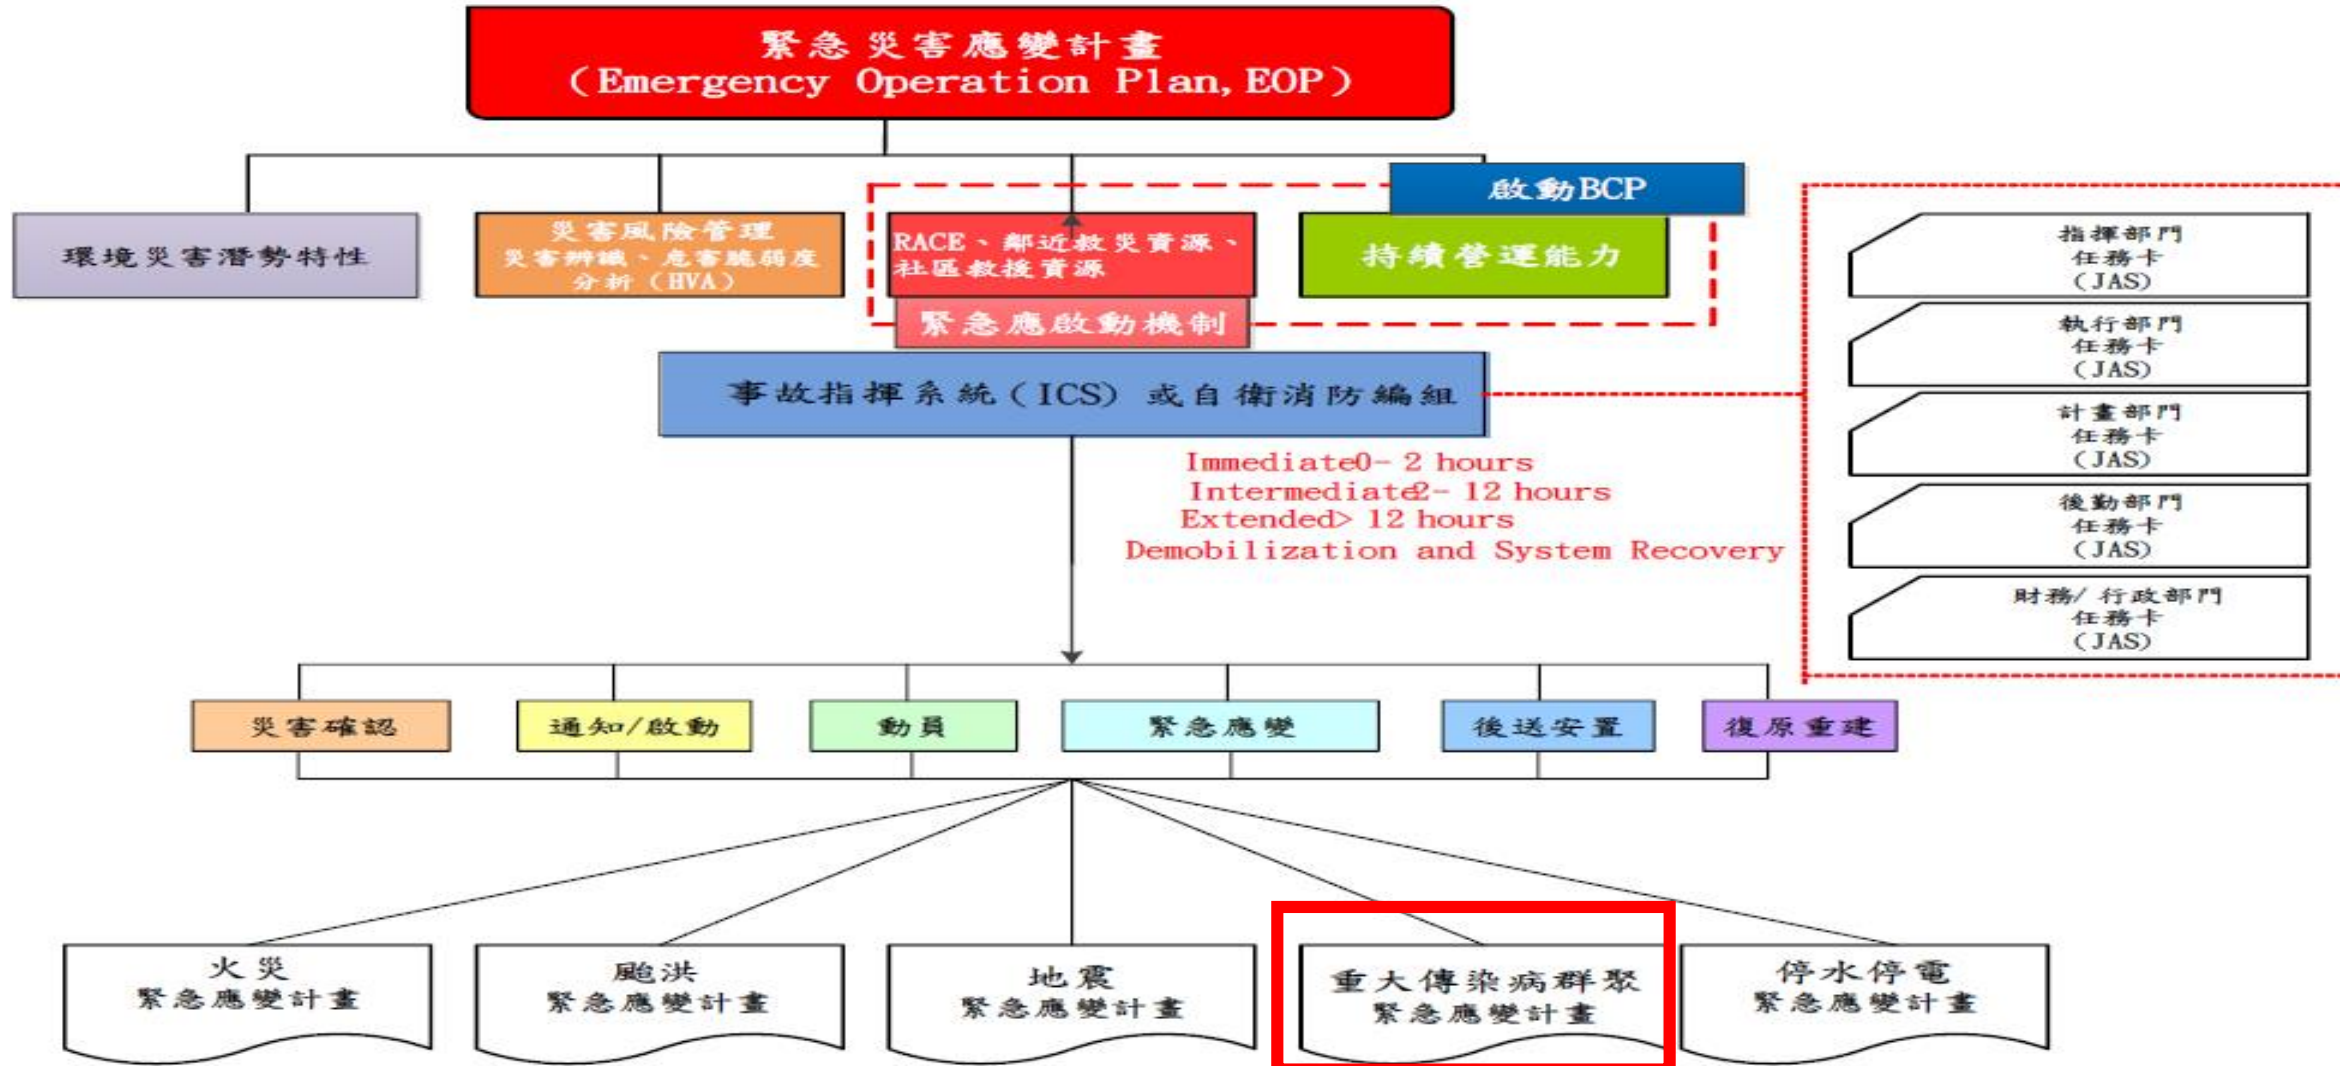 緊急災害應變計畫
(Emergency Operation Plan,EOP)
啟動BCP
環境災害潛勢特性
災害風險管理
災害辨識、危害脆弱度
分析(HVA)
RACE、鄰近救災資源、
社區救援資源
持續營運能力
緊急應啟動機制
事故指揮系統(ICS) 或自衛消防編組
Immediate0- 2 hours
Intermediate2- 12 hours
Extended> 12 hours
Demobilization and System Recovery
指揮部門
任務卡
(JAS)
執行部門
任務卡
(JAS)
計畫部門
任務卡
(JAS)
後勤部門
任務卡
(JAS)
財務/ 行政部門
任務卡
(JAS)
災害確認
通知/啟動
動員
緊急應變
後送安置
復原重建
火災
緊急應變計畫
颱洪
緊急應變計畫
地震
緊急應變計畫
重大傳染病群聚
緊急應變計畫
停水停電
緊急應變計畫